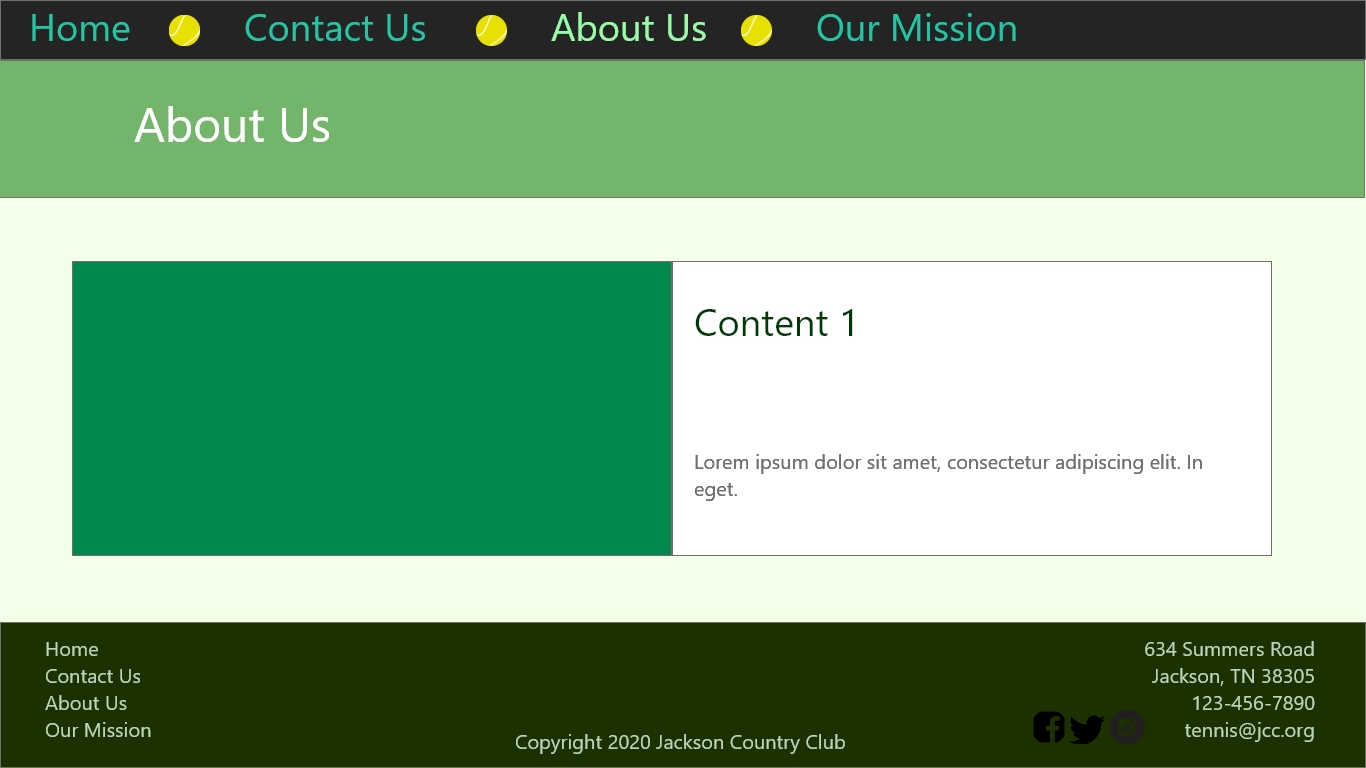 Home Contact Us About Us Our Mission
About Us
Content 1
Lorem ipsum dolor sit amet, consectetur adipiscing elit. In
eget.
Home
Contact Us
About Us
Our Mission
Copyright 2020 Jackson Country Club
634 Summers Road
Jackson, TN 38305
123-456-7890
tennis@jcc.org